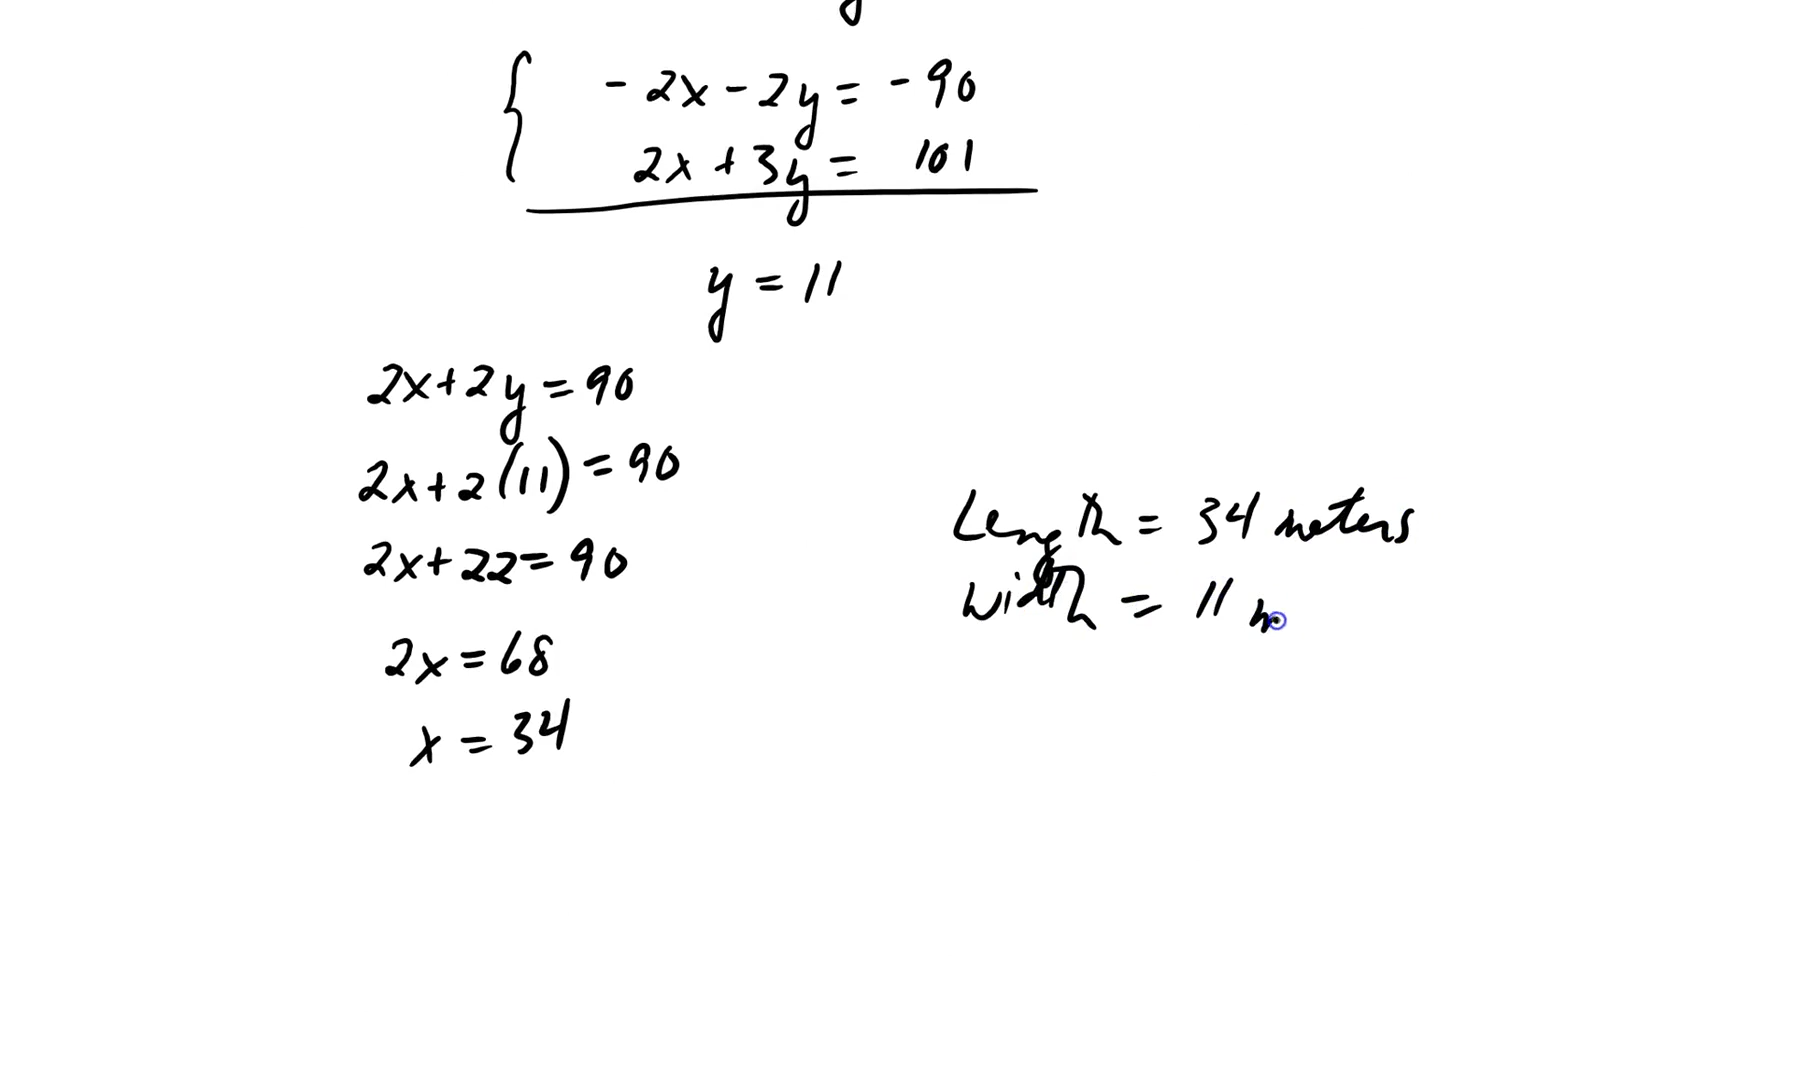 - 2x - 2y = - 90
2x + 3y = 101
y = 11
2x + 2y = 90
2x + 2(11) = 90
2x + 22 = 90
2x = 68
x = 34
Length = 34 meters
Width = 11 m